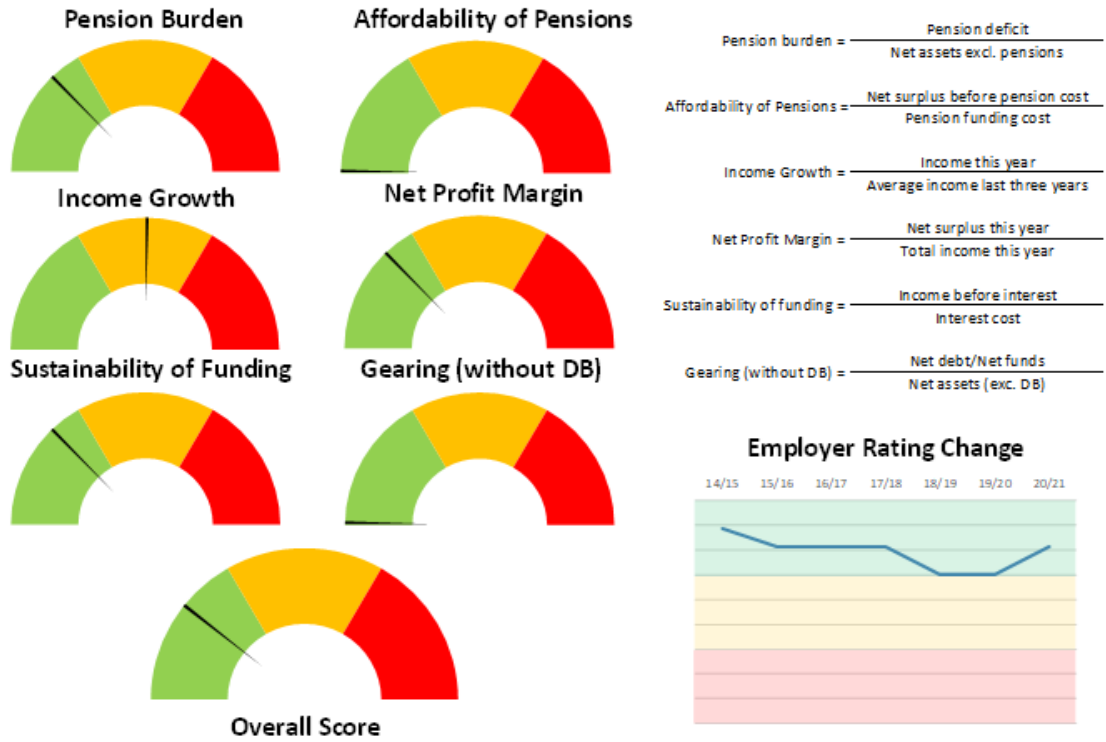 Pension Burden
Affordability of Pensions
Income Growth
Net Profit Margin
Sustainability of Funding
Gearing (without DB)
Overall Score
Pension burden =
Pension deficit
Net assets excl. pensions
Affordability of Pensions =
Net surplus before pension cost
Pension funding cost
Income Growth =
Income this year
Average income last three years
Net Profit Margin =
Net surplus this year
Total income this year
Sustainability of funding =
Income before interest
Interest cost
Gearing (without DB) =
Net debt/Net funds
Net assets (exc. DB)
Employer Rating Change
14/15 15/16 16/17 17/18 18/19 19/20 20/21